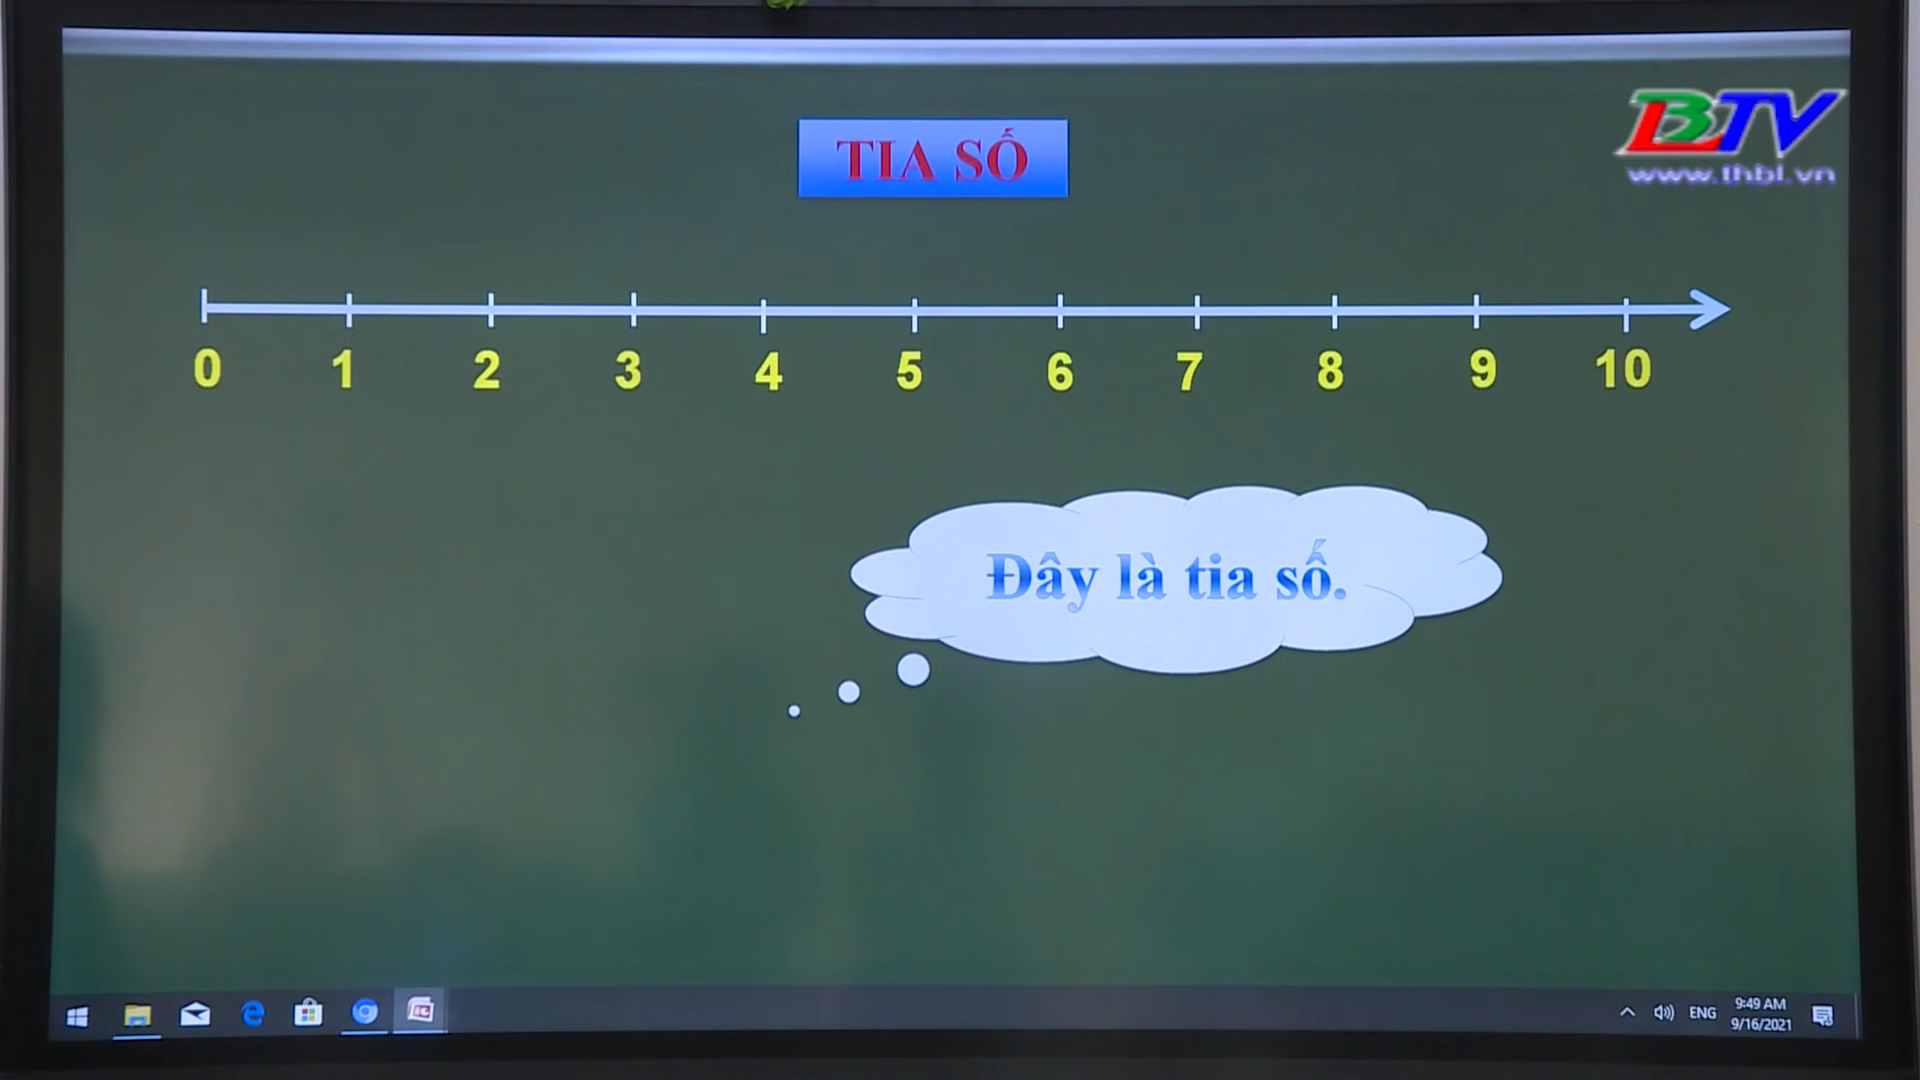 BTV
www.thbl.vn
TIA SỐ
0 1 2 3 4 5 6 7 8 9 10
Đây là tia số.
ENG
9:49 AM
9/16/2021